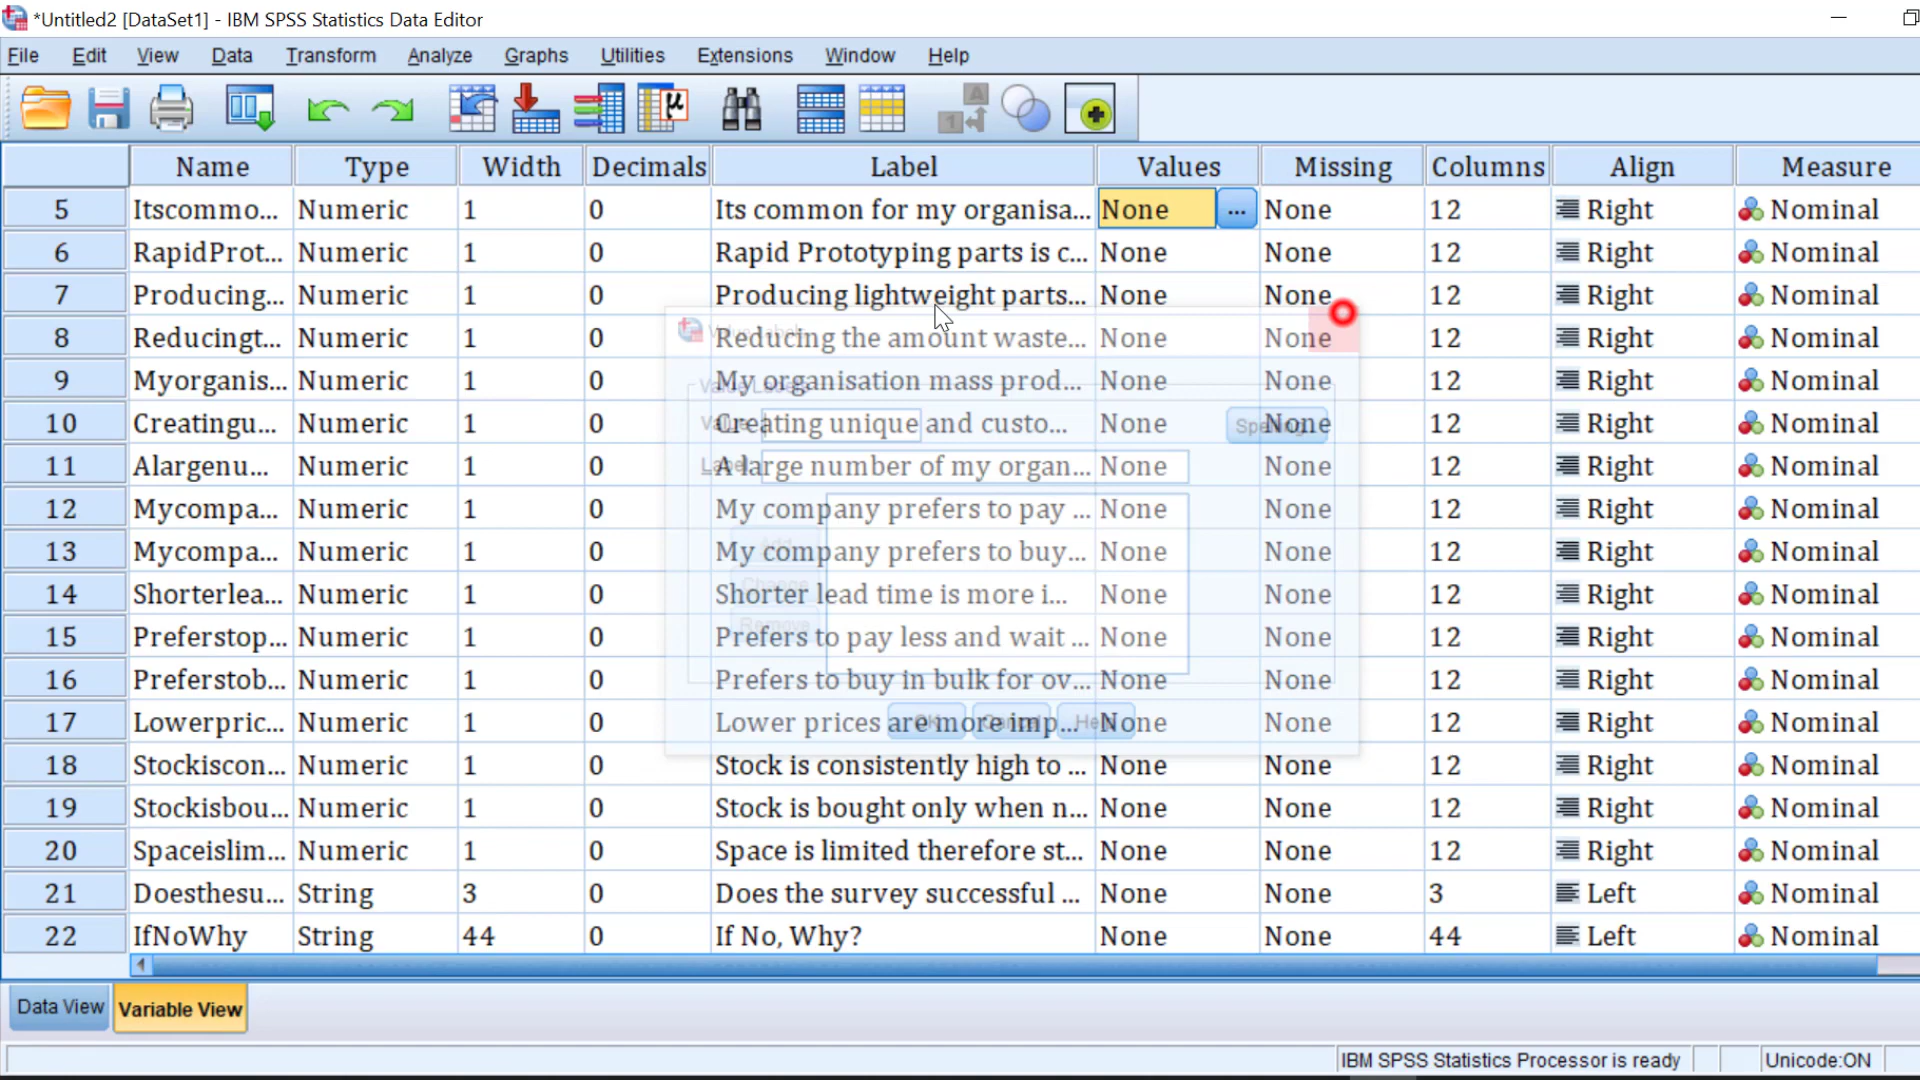 *Untitled2 [DataSet1] - IBM SPSS Statistics Data Editor
File Edit View Data Transform Analyze Graphs Utilities Extensions Window Help
Name Type Width Decimals Label Values Missing Columns Align Measure
5 Itscommo... Numeric 1 0 Its common for my organisa... None ... None 12 Right Nominal
6 RapidProt... Numeric 1 0 Rapid Prototyping parts is c... None None 12 Right Nominal
7 Producing... Numeric 1 0 Producing lightweight parts... None None 12 Right Nominal
Value Labels
8 Reducingt... Numeric 1 0 Reducing the amount waste... None None 12 Right Nominal
Value Labels
9 Myorganis... Numeric 1 0 My organisation mass prod... None None 12 Right Nominal
Value: Spelling...
10 Creatingu... Numeric 1 0 Creating unique and custo... None None 12 Right Nominal
Label:
11 Alargenu... Numeric 1 0 A large number of my organ... None None 12 Right Nominal
12 Mycompa... Numeric 1 0 My company prefers to pay ... None None 12 Right Nominal
Add
13 Mycompa... Numeric 1 0 My company prefers to buy... None None 12 Right Nominal
Change
14 Shorterlea... Numeric 1 0 Shorter lead time is more i... None None 12 Right Nominal
Remove
15 Preferstop... Numeric 1 0 Prefers to pay less and wait ... None None 12 Right Nominal
16 Preferstob... Numeric 1 0 Prefers to buy in bulk for ov... None None 12 Right Nominal
OK Cancel Help
17 Lowerpric... Numeric 1 0 Lower prices are more imp... None None 12 Right Nominal
18 Stockiscon... Numeric 1 0 Stock is consistently high to ... None None 12 Right Nominal
19 Stockisbou... Numeric 1 0 Stock is bought only when n... None None 12 Right Nominal
20 Spaceislim... Numeric 1 0 Space is limited therefore st... None None 12 Right Nominal
21 Doesthesu... String 3 0 Does the survey successful ... None None 3 Left Nominal
22 IfNoWhy String 44 0 If No, Why? None None 44 Left Nominal
Data View Variable View
IBM SPSS Statistics Processor is ready Unicode:ON